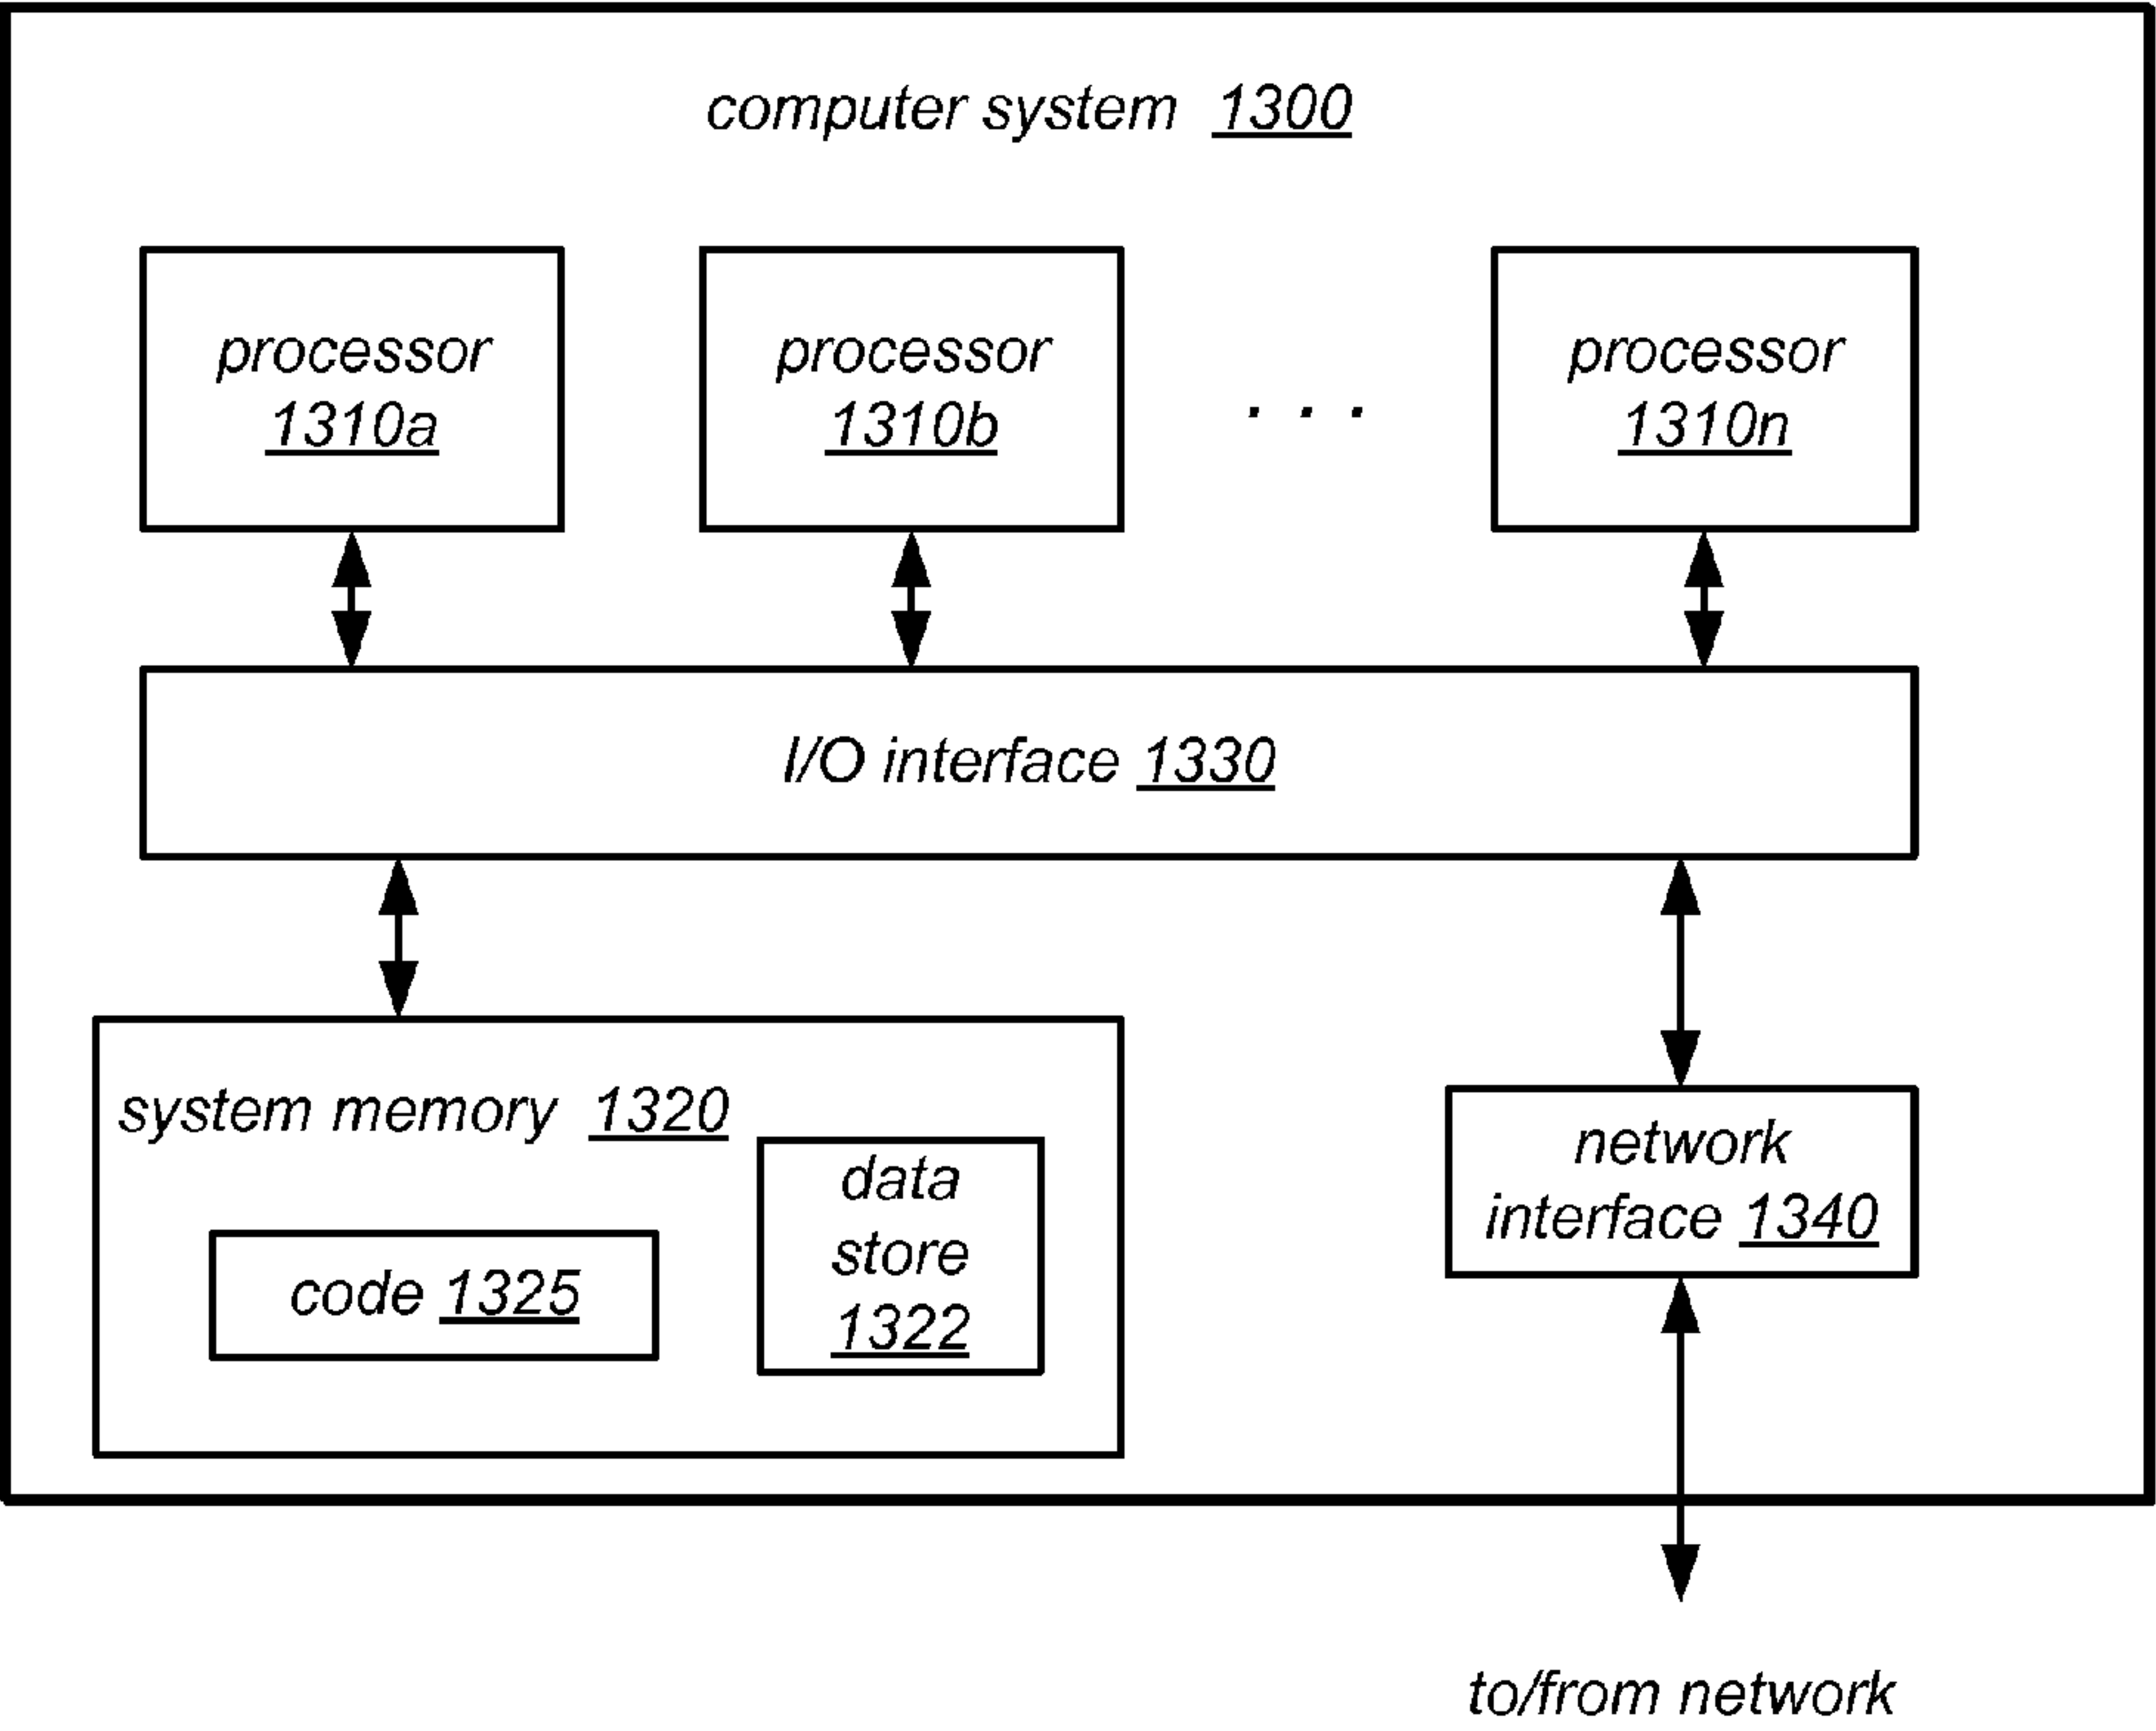 computer system 1300
processor
1310a
processor
1310b
. . .
processor
1310n
I/O interface 1330
system memory 1320
data
store
1322
code 1325
network
interface 1340
to/from network